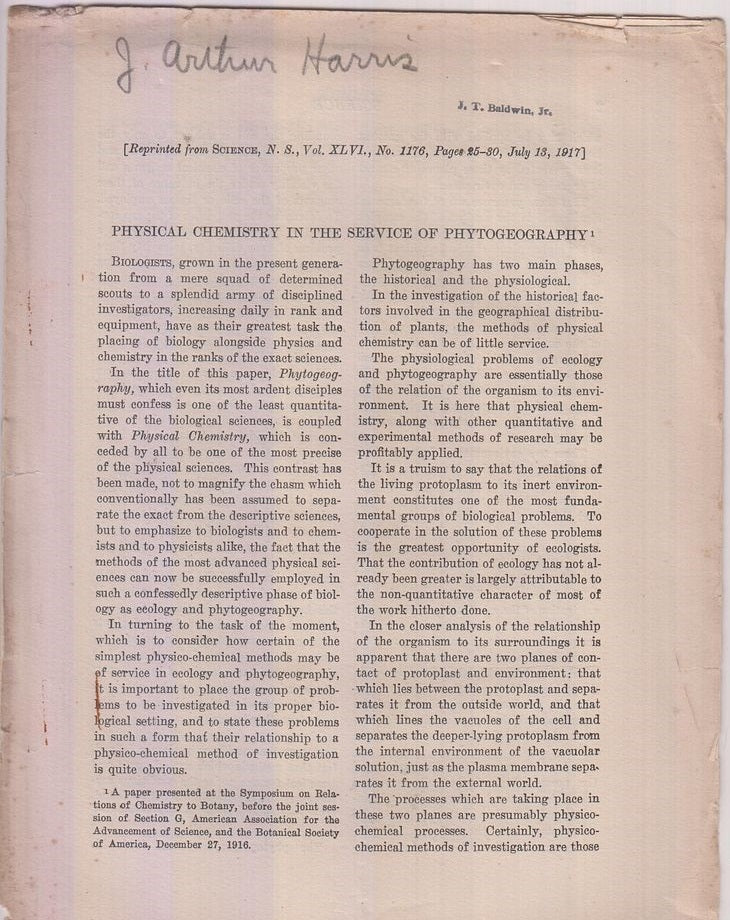 J. Arthur Harris
J. T. Baldwin, Jr.
[Reprinted from SCIENCE, N. S., Vol. XLVI., No. 1176, Pages 25-30, July 13, 1917]
PHYSICAL CHEMISTRY IN THE SERVICE OF PHYTOGEOGRAPHY¹
BIOLOGISTS, grown in the present genera-
tion from a mere squad of determined
scouts to a splendid army of disciplined
investigators, increasing daily in rank and
equipment, have as their greatest task the
placing of biology alongside physics and
chemistry in the ranks of the exact sciences.
In the title of this paper, Phytogeog-
raphy, which even its most ardent disciples
must confess is one of the least quantita-
tive of the biological sciences, is coupled
with Physical Chemistry, which is con-
ceded by all to be one of the most precise
of the physical sciences. This contrast has
been made, not to magnify the chasm which
conventionally has been assumed to sepa-
rate the exact from the descriptive sciences,
but to emphasize to biologists and to chem-
ists and to physicists alike, the fact that the
methods of the most advanced physical sci-
ences can now be successfully employed in
such a confessedly descriptive phase of biol-
ogy as ecology and phytogeography.
In turning to the task of the moment,
which is to consider how certain of the
simplest physico-chemical methods may be
of service in ecology and phytogeography,
it is important to place the group of prob-
lems to be investigated in its proper bio-
logical setting, and to state these problems
in such a form that their relationship to a
physico-chemical method of investigation
is quite obvious.
¹ A paper presented at the Symposium on Rela-
tions of Chemistry to Botany, before the joint ses-
sion of Section G, American Association for the
Advancement of Science, and the Botanical Society
of America, December 27, 1916.
Phytogeography has two main phases,
the historical and the physiological.
In the investigation of the historical fac-
tors involved in the geographical distribu-
tion of plants, the methods of physical
chemistry can be of little service.
The physiological problems of ecology
and phytogeography are essentially those
of the relation of the organism to its envi-
ronment. It is here that physical chem-
istry, along with other quantitative and
experimental methods of research may be
profitably applied.
It is a truism to say that the relations of
the living protoplasm to its inert environ-
ment constitutes one of the most funda-
mental groups of biological problems. To
cooperate in the solution of these problems
is the greatest opportunity of ecologists.
That the contribution of ecology has not al-
ready been greater is largely attributable to
the non-quantitative character of most of
the work hitherto done.
In the closer analysis of the relationship
of the organism to its surroundings it is
apparent that there are two planes of con-
tact of protoplast and environment: that
which lies between the protoplast and sepa-
rates it from the outside world, and that
which lines the vacuoles of the cell and
separates the deeper-lying protoplasm from
the internal environment of the vacuolar
solution, just as the plasma membrane sepa-
rates it from the external world.
The processes which are taking place in
these two planes are presumably physico-
chemical processes. Certainly, physico-
chemical methods of investigation are those